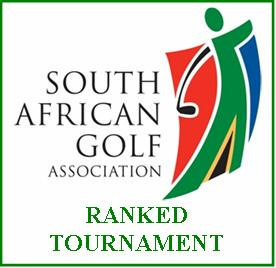 SOUTH
AFRICAN
GOLF
ASSOCIATION
RANKED
TOURNAMENT